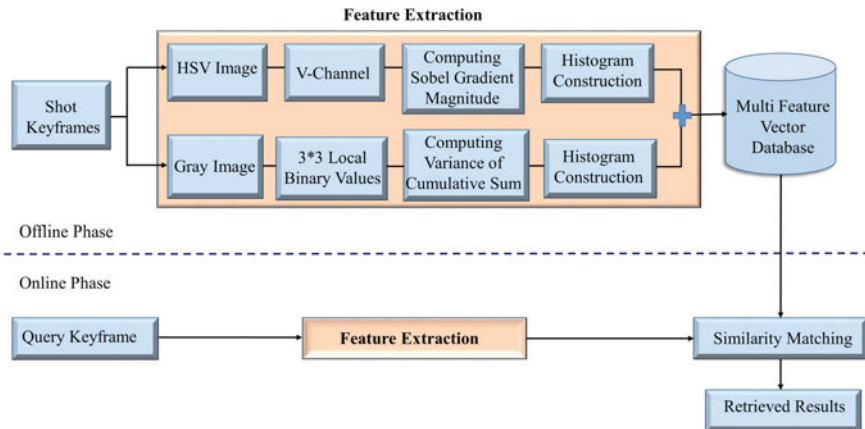 Feature Extraction
HSV Image
V-Channel
Computing
Sobel Gradient
Magnitude
Histogram
Construction
Shot
Keyframes
Multi Feature
Vector
Database
Gray Image
3*3 Local
Binary Values
Computing
Variance of
Cumulative Sum
Histogram
Construction
Offline Phase
Online Phase
Query Keyframe
Feature Extraction
Similarity Matching
Retrieved Results